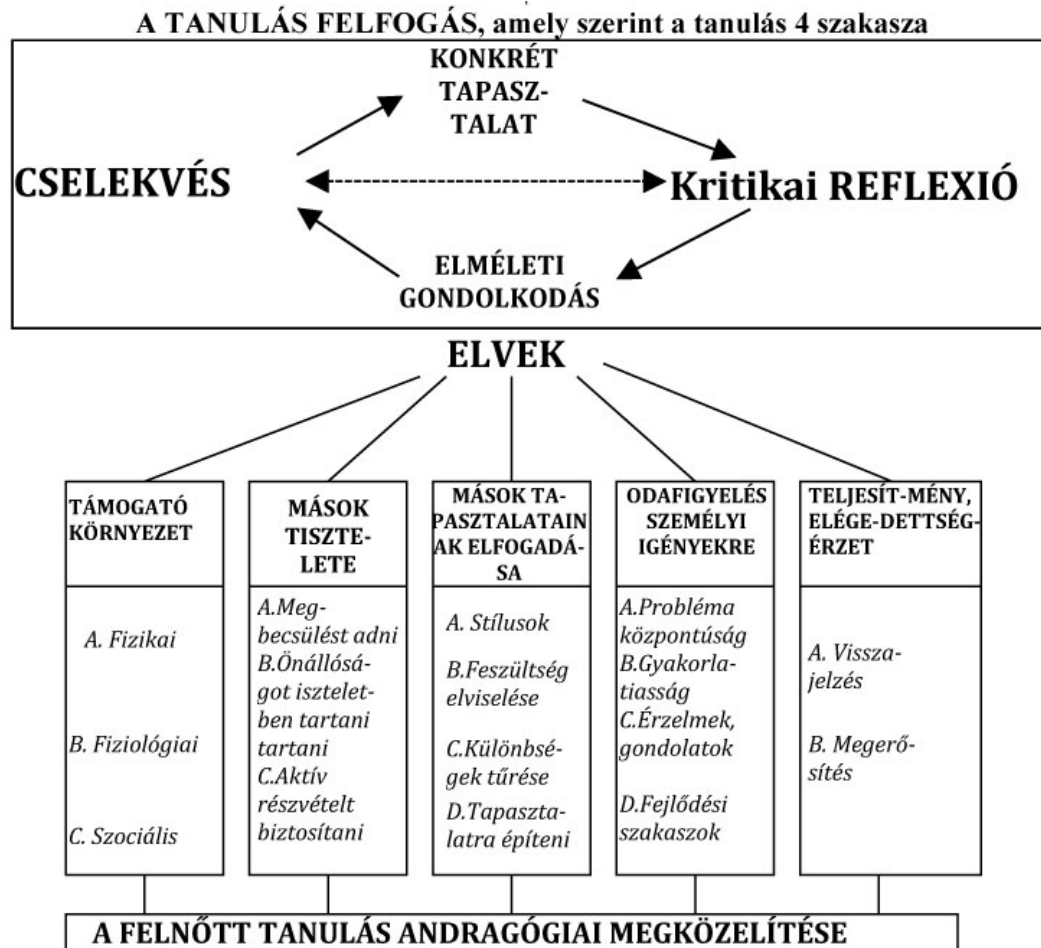 A TANULÁS FELFOGÁS, amely szerint a tanulás 4 szakasza
KONKRÉT
TAPASZ-
TALAT
CSELEKVÉS
Kritikai REFLEXIÓ
ELMÉLETI
GONDOLKODÁS
ELVEK
TÁMOGATÓ
KÖRNYEZET
A. Fizikai
B. Fiziológiai
C. Szociális
MÁSOK
TISZTE-
LETE
A.Meg-
becsülést adni
B.Önállósá-
got isztelet-
ben tartani
tartani
C.Aktív
részvételt
biztosítani
MÁSOK TA-
PASZTALATAIN
AK ELFOGADÁ-
SA
A. Stílusok
B.Feszültség
elviselése
C.Különbsé-
gek tűrése
D.Tapaszta-
latra építeni
ODAFIGYELÉS
SZEMÉLYI
IGÉNYEKRE
A.Probléma
központúság
B.Gyakorla-
tiasság
C.Érzelmek,
gondolatok
D.Fejlődési
szakaszok
TELJESÍT-MÉNY,
ELÉGE-DETTSÉG-
ÉRZET
A. Vissza-
jelzés
B. Megerő-
sítés
A FELNŐTT TANULÁS ANDRAGÓGIAI MEGKÖZELÍTÉSE